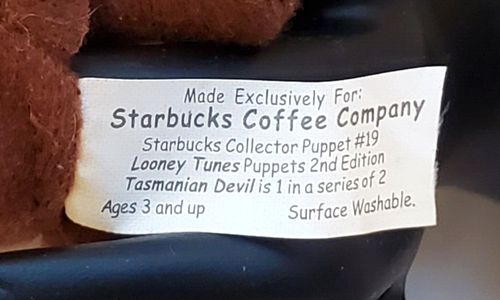 Made Exclusively For:
Starbucks Coffee Company
Starbucks Collector Puppet #19
Looney Tunes Puppets 2nd Edition
Tasmanian Devil is 1 in a series of 2
Ages 3 and up Surface Washable.